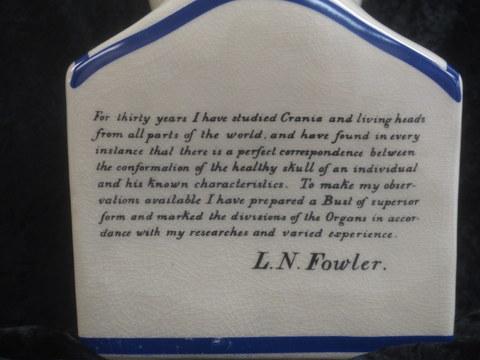 For thirty years I have studied Crania and living heads
from all parts of the world, and have found in every
instance that there is a perfect correspondence between
the conformation of the healthy skull of an individual
and his known characteristics. To make my obser-
vations available I have prepared a Bust of superior
form and marked the divisions of the Organs in accor-
dance with my researches and varied experience.
L.N. Fowler.